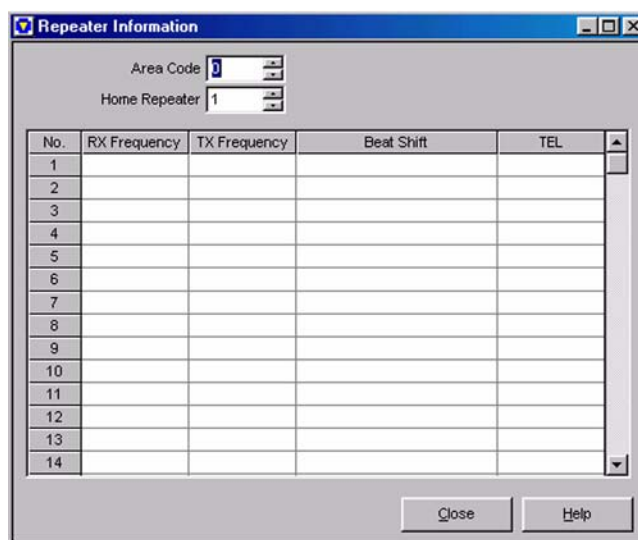 Repeater Information
Area Code 0
Home Repeater 1
No. RX Frequency TX Frequency Beat Shift TEL
1
2
3
4
5
6
7
8
9
10
11
12
13
14
Close Help